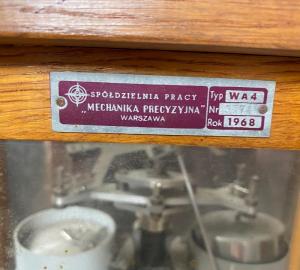 SPÓŁDZIELNIA PRACY
„MECHANIKA PRECYZYJNA”
WARSZAWA
Typ WA4
Nr
Rok 1968